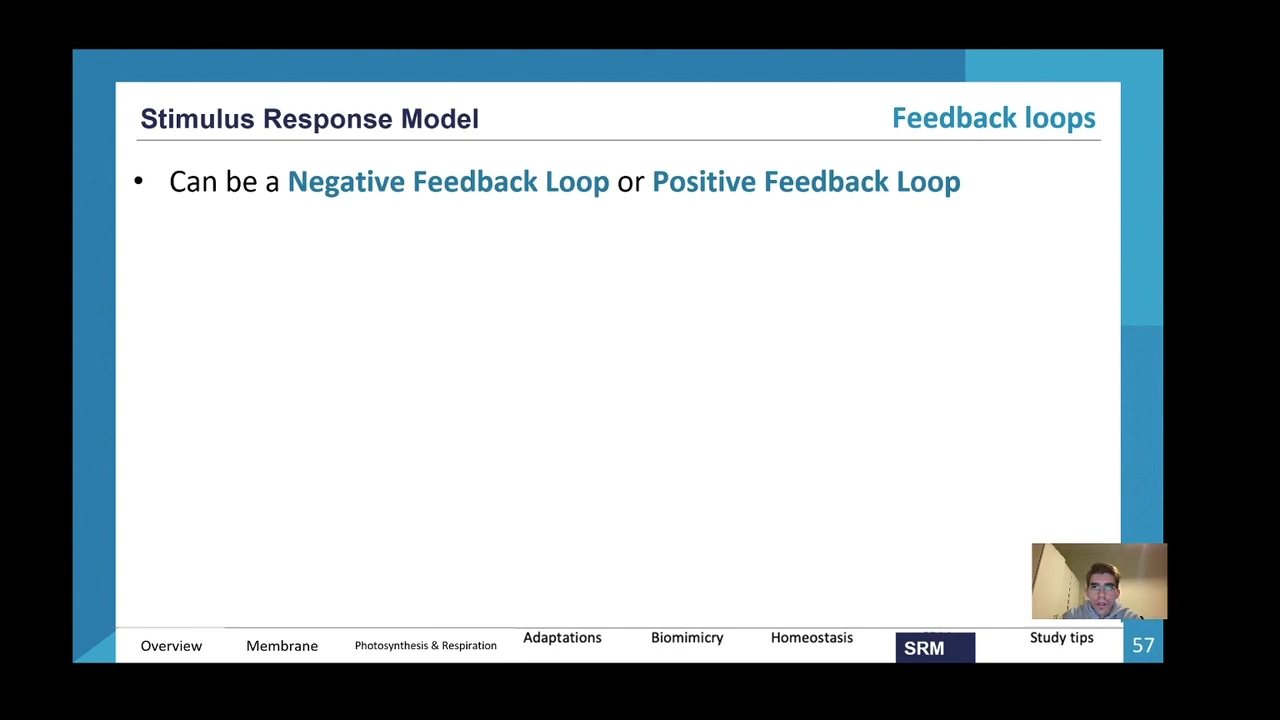 Stimulus Response Model
Feedback loops
• Can be a Negative Feedback Loop or Positive Feedback Loop
Overview
Membrane
Photosynthesis & Respiration
Adaptations
Biomimicry
Homeostasis
SRM
Study tips
57